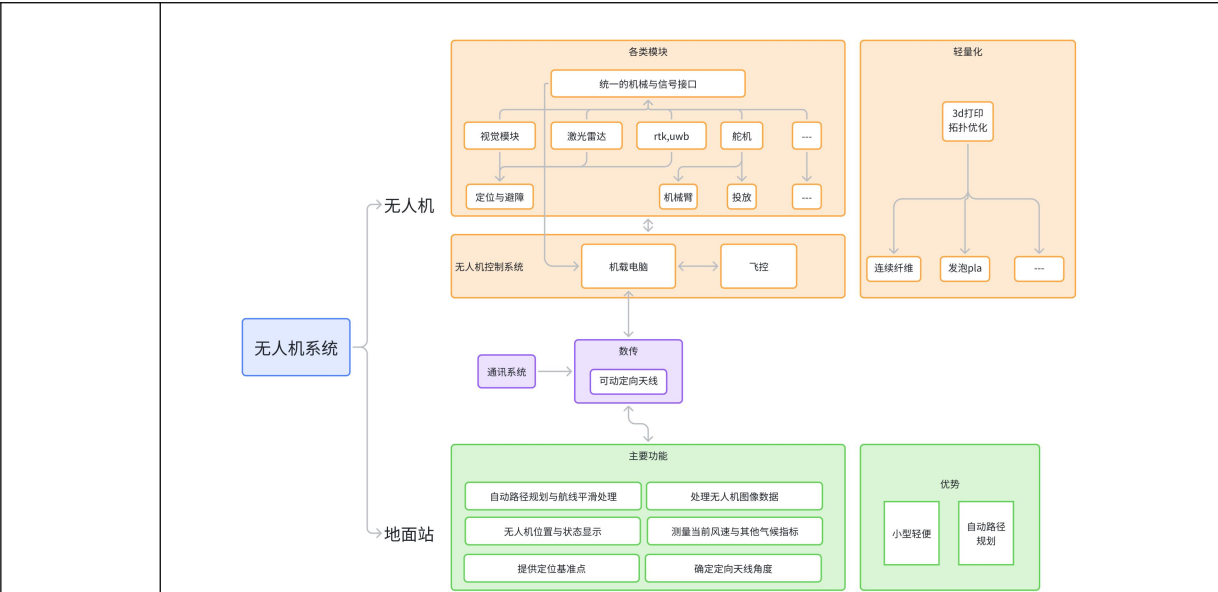 各类模块
统一的机械与信号接口
视觉模块
激光雷达
rtk,uwb
舵机
---
定位与避障
机械臂
投放
---
轻量化
3d打印
拓扑优化
连续纤维
发泡pla
---
无人机
无人机控制系统
机载电脑
飞控
无人机系统
通讯系统
数传
可动定向天线
地面站
主要功能
自动路径规划与航线平滑处理
处理无人机图像数据
无人机位置与状态显示
测量当前风速与其他气候指标
提供定位基准点
确定定向天线角度
优势
小型轻便
自动路径
规划